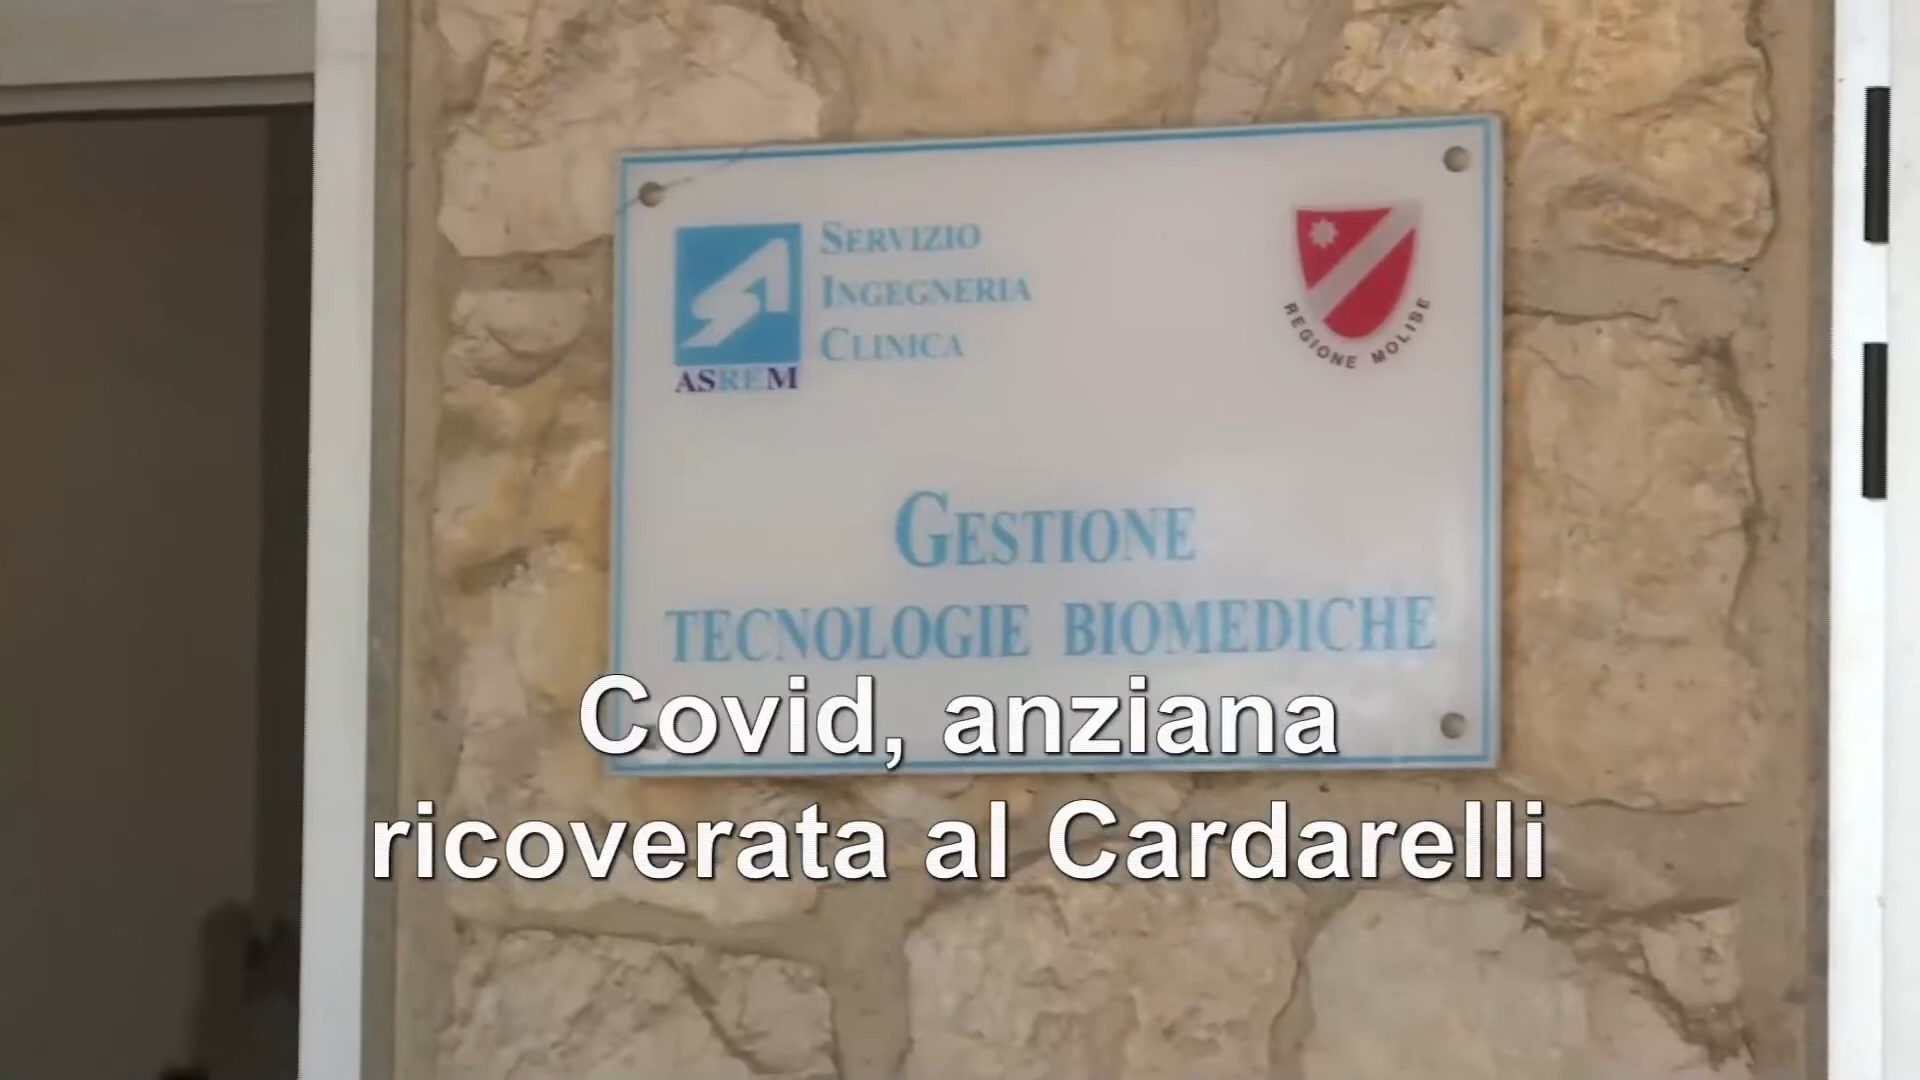 SERVIZIO
INGEGNERIA
CLINICA
ASREM
REGIONE MOLISE
GESTIONE
TECNOLOGIE BIOMEDICHE
Covid, anziana
ricoverata al Cardarelli